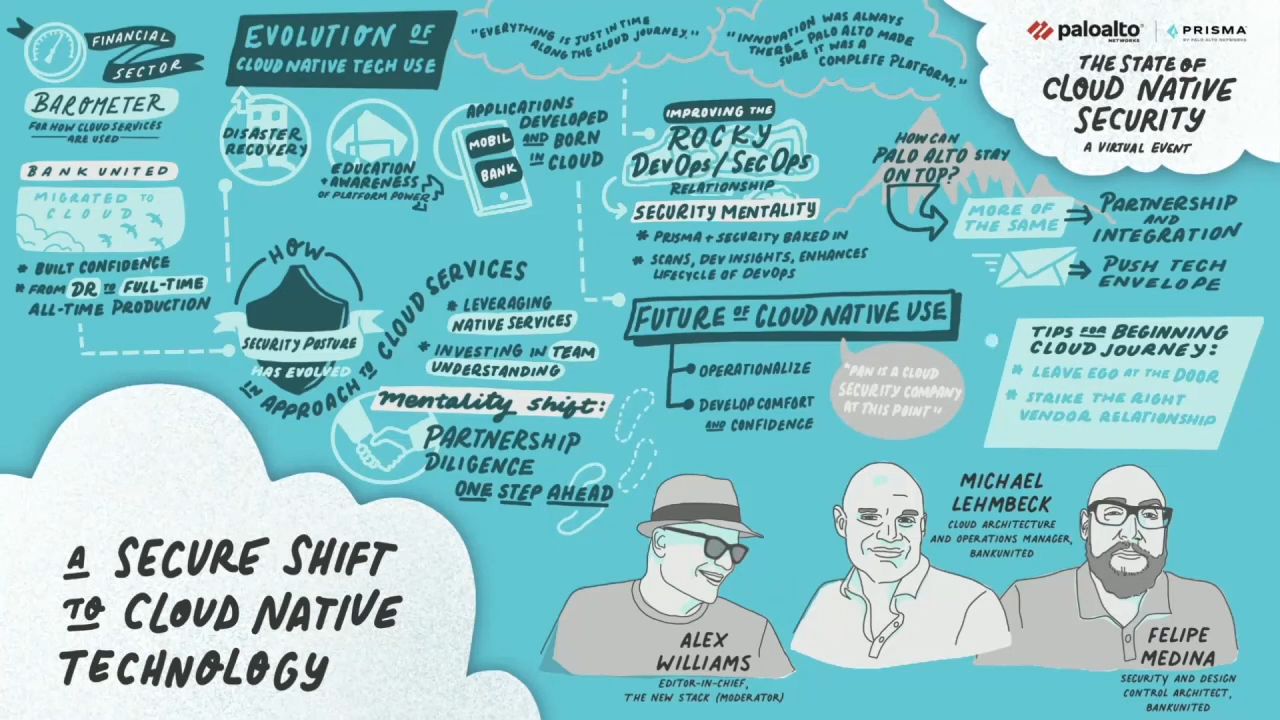 FINANCIAL
SECTOR
BAROMETER
FOR HOW CLOUD SERVICES
ARE USED
BANK UNITED
MIGRATED TO
CLOUD
* BUILT CONFIDENCE
* FROM DR TO FULL-TIME
ALL-TIME PRODUCTION
EVOLUTION OF
CLOUD NATIVE TECH USE
DISASTER
RECOVERY
EDUCATION
+ AWARENESS
OF PLATFORM POWER
APPLICATIONS
DEVELOPED
AND BORN
IN CLOUD
MOBIL
BANK
"EVERYTHING IS JUST IN TIME
ALONG THE CLOUD JOURNEY."
"INNOVATION WAS ALWAYS
THERE— PALO ALTO MADE
SURE IT WAS A
COMPLETE PLATFORM."
HOW
SECURITY POSTURE
HAS EVOLVED
IN APPROACH TO CLOUD SERVICES
* LEVERAGING
NATIVE SERVICES
* INVESTING IN TEAM
UNDERSTANDING
MENTALITY SHIFT:
PARTNERSHIP
DILIGENCE
ONE STEP AHEAD
IMPROVING THE
ROCKY
DEVOPS/SECOPS
RELATIONSHIP
SECURITY MENTALITY
* PRISMA + SECURITY BAKED IN
* SCANS, DEV INSIGHTS, ENHANCES
LIFECYCLE OF DEVOPS
FUTURE OF CLOUD NATIVE USE
OPERATIONALIZE
DEVELOP COMFORT
AND CONFIDENCE
"PAN IS A CLOUD
SECURITY COMPANY
AT THIS POINT"
HOW CAN
PALO ALTO STAY
ON TOP?
MORE OF
THE SAME
PARTNERSHIP
AND
INTEGRATION
PUSH TECH
ENVELOPE
TIPS FOR BEGINNING
CLOUD JOURNEY:
* LEAVE EGO AT THE DOOR
* STRIKE THE RIGHT
VENDOR RELATIONSHIP
paloalto
NETWORKS
PRISMA
BY PALO ALTO NETWORKS
THE STATE OF
CLOUD NATIVE
SECURITY
A VIRTUAL EVENT
A SECURE SHIFT
TO CLOUD NATIVE
TECHNOLOGY
ALEX
WILLIAMS
EDITOR-IN-CHIEF,
THE NEW STACK (MODERATOR)
MICHAEL
LEHMBECK
CLOUD ARCHITECTURE
AND OPERATIONS MANAGER,
BANKUNITED
FELIPE
MEDINA
SECURITY AND DESIGN
CONTROL ARCHITECT,
BANKUNITED